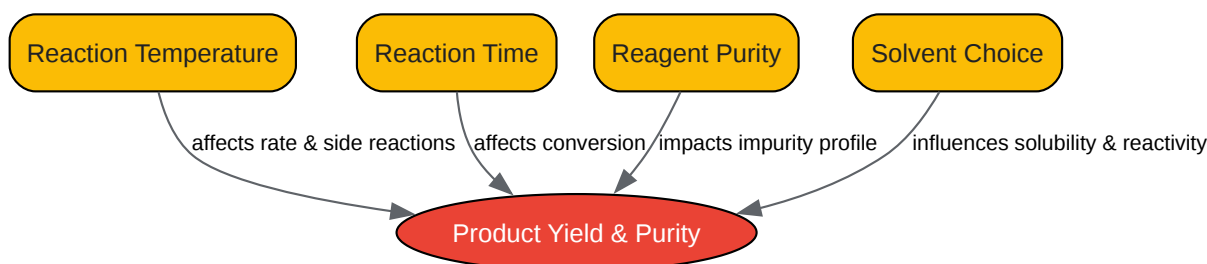 Reaction Temperature
Reaction Time
Reagent Purity
Solvent Choice
affects rate & side reactions
affects conversion
impacts impurity profile
influences solubility & reactivity
Product Yield & Purity